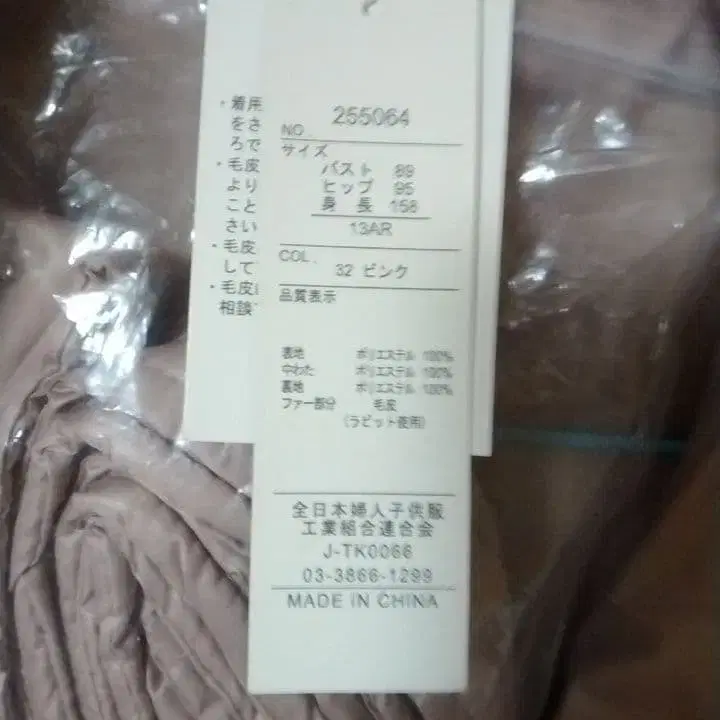 ・着用
をさ
ろで
・毛皮
より
こと
さい
・毛皮
して
・毛皮
相談
NO. 255064
サイズ
バスト 89
ヒップ 95
身長 158
13AR
COL. 32 ピンク
品質表示
表地 ポリエステル 100%
中わた ポリエステル 100%
裏地 ポリエステル 100%
ファー部分 毛皮
(ラビット使用)
全日本婦人子供服
工業組合連合会
J-TK0066
03-3866-1299
MADE IN CHINA